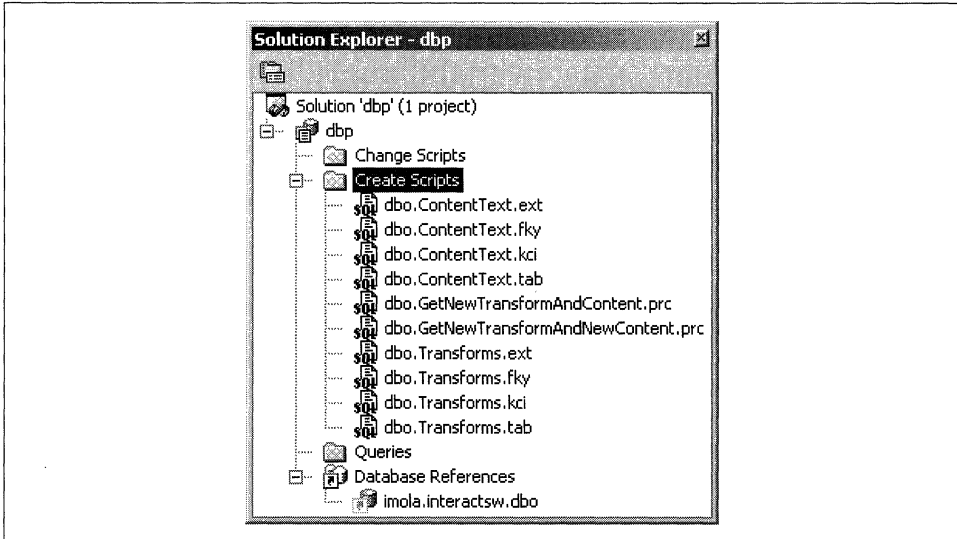 Solution Explorer - dbp
Solution 'dbp' (1 project)
dbp
Change Scripts
Create Scripts
dbo.ContentText.ext
dbo.ContentText.fky
dbo.ContentText.kci
dbo.ContentText.tab
dbo.GetNewTransformAndContent.prc
dbo.GetNewTransformAndNewContent.prc
dbo.Transforms.ext
dbo.Transforms.fky
dbo.Transforms.kci
dbo.Transforms.tab
Queries
Database References
imola.interactsw.dbo